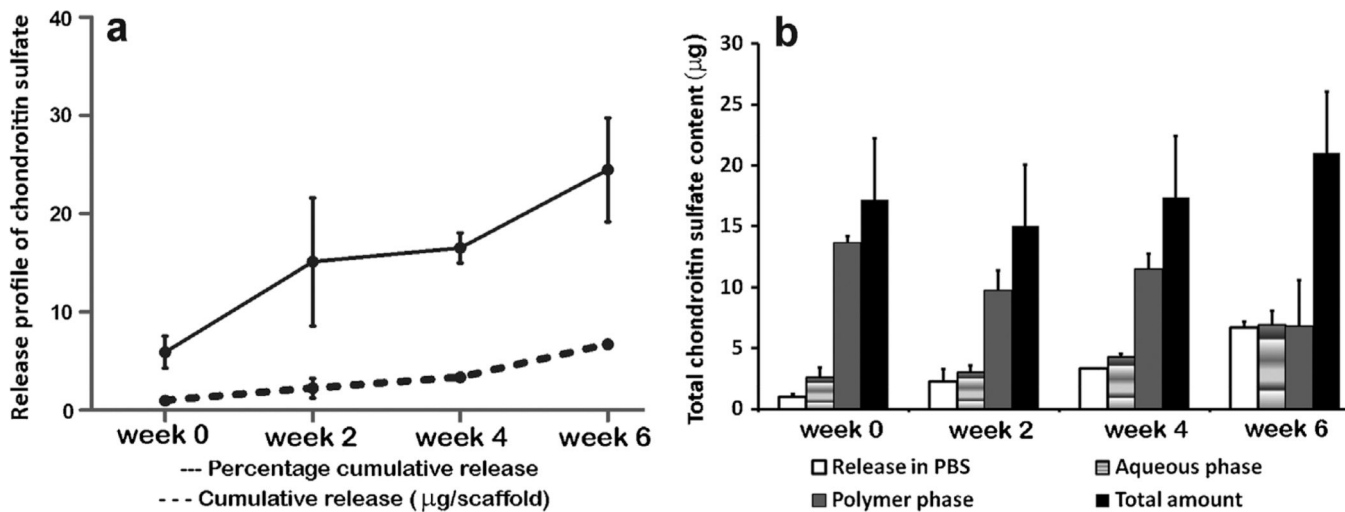 a
Release profile of chondroitin sulfate
40
30
20
10
0
week 0
week 2
week 4
week 6
--- Percentage cumulative release
--- Cumulative release (μg/scaffold)
b
Total chondroitin sulfate content (μg)
30
25
20
15
10
5
0
week 0
week 2
week 4
week 6
Release in PBS
Aqueous phase
Polymer phase
Total amount